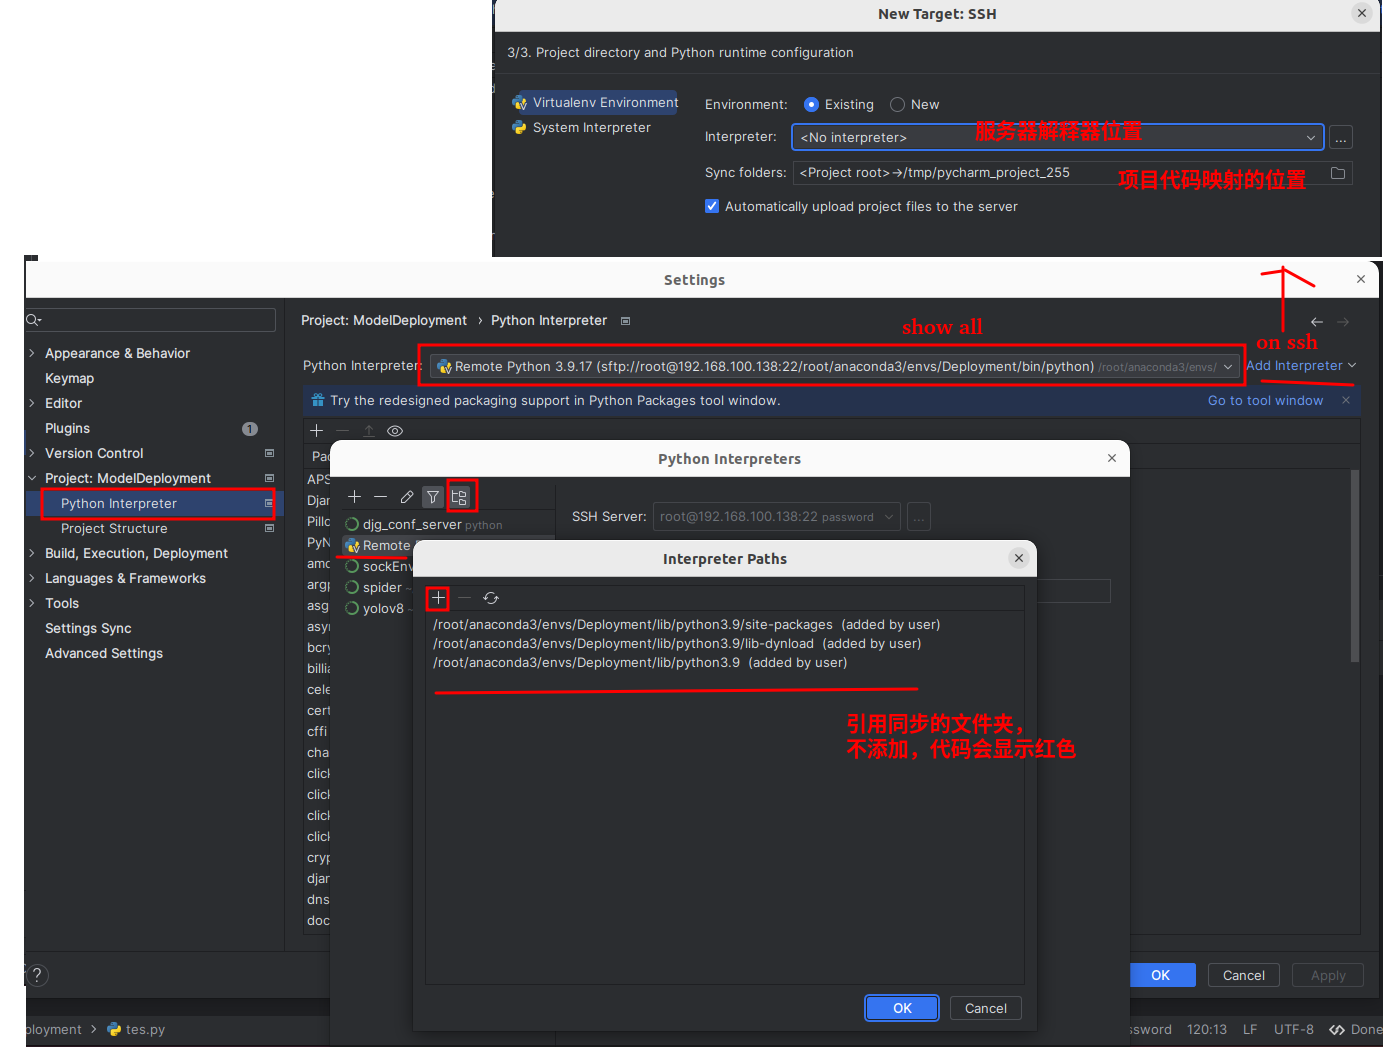 New Target: SSH
3/3. Project directory and Python runtime configuration
Virtualenv Environment
System Interpreter
Environment: Existing New
Interpreter: <No interpreter> ...
服务器解释器位置
Sync folders: <Project root>→/tmp/pycharm_project_255
项目代码映射的位置
Automatically upload project files to the server
Settings
Appearance & Behavior
Keymap
Editor
Plugins 1
Version Control
Project: ModelDeployment
Python Interpreter
Project Structure
Build, Execution, Deployment
Languages & Frameworks
Tools
Settings Sync
Advanced Settings
Project: ModelDeployment › Python Interpreter
show all
on ssh
Python Interpreter: Remote Python 3.9.17 (sftp://root@192.168.100.138:22/root/anaconda3/envs/Deployment/bin/python) /root/anaconda3/envs/
Add Interpreter
Try the redesigned packaging support in Python Packages tool window.
Go to tool window
Pac
APS
Djan
Pillo
PyN
amo
argp
asg
asyn
bcry
billia
cele
cert
cffi
cha
click
click
click
click
cryp
djan
dns
doc
Python Interpreters
djg_conf_server python
Remote
sockEnv
spider ~
yolov8 ~
SSH Server: root@192.168.100.138:22 password ...
Interpreter Paths
/root/anaconda3/envs/Deployment/lib/python3.9/site-packages (added by user)
/root/anaconda3/envs/Deployment/lib/python3.9/lib-dynload (added by user)
/root/anaconda3/envs/Deployment/lib/python3.9 (added by user)
引用同步的文件夹，
不添加，代码会显示红色
OK Cancel
OK Cancel Apply
?
ployment › tes.py
ssword 120:13 LF UTF-8 Done